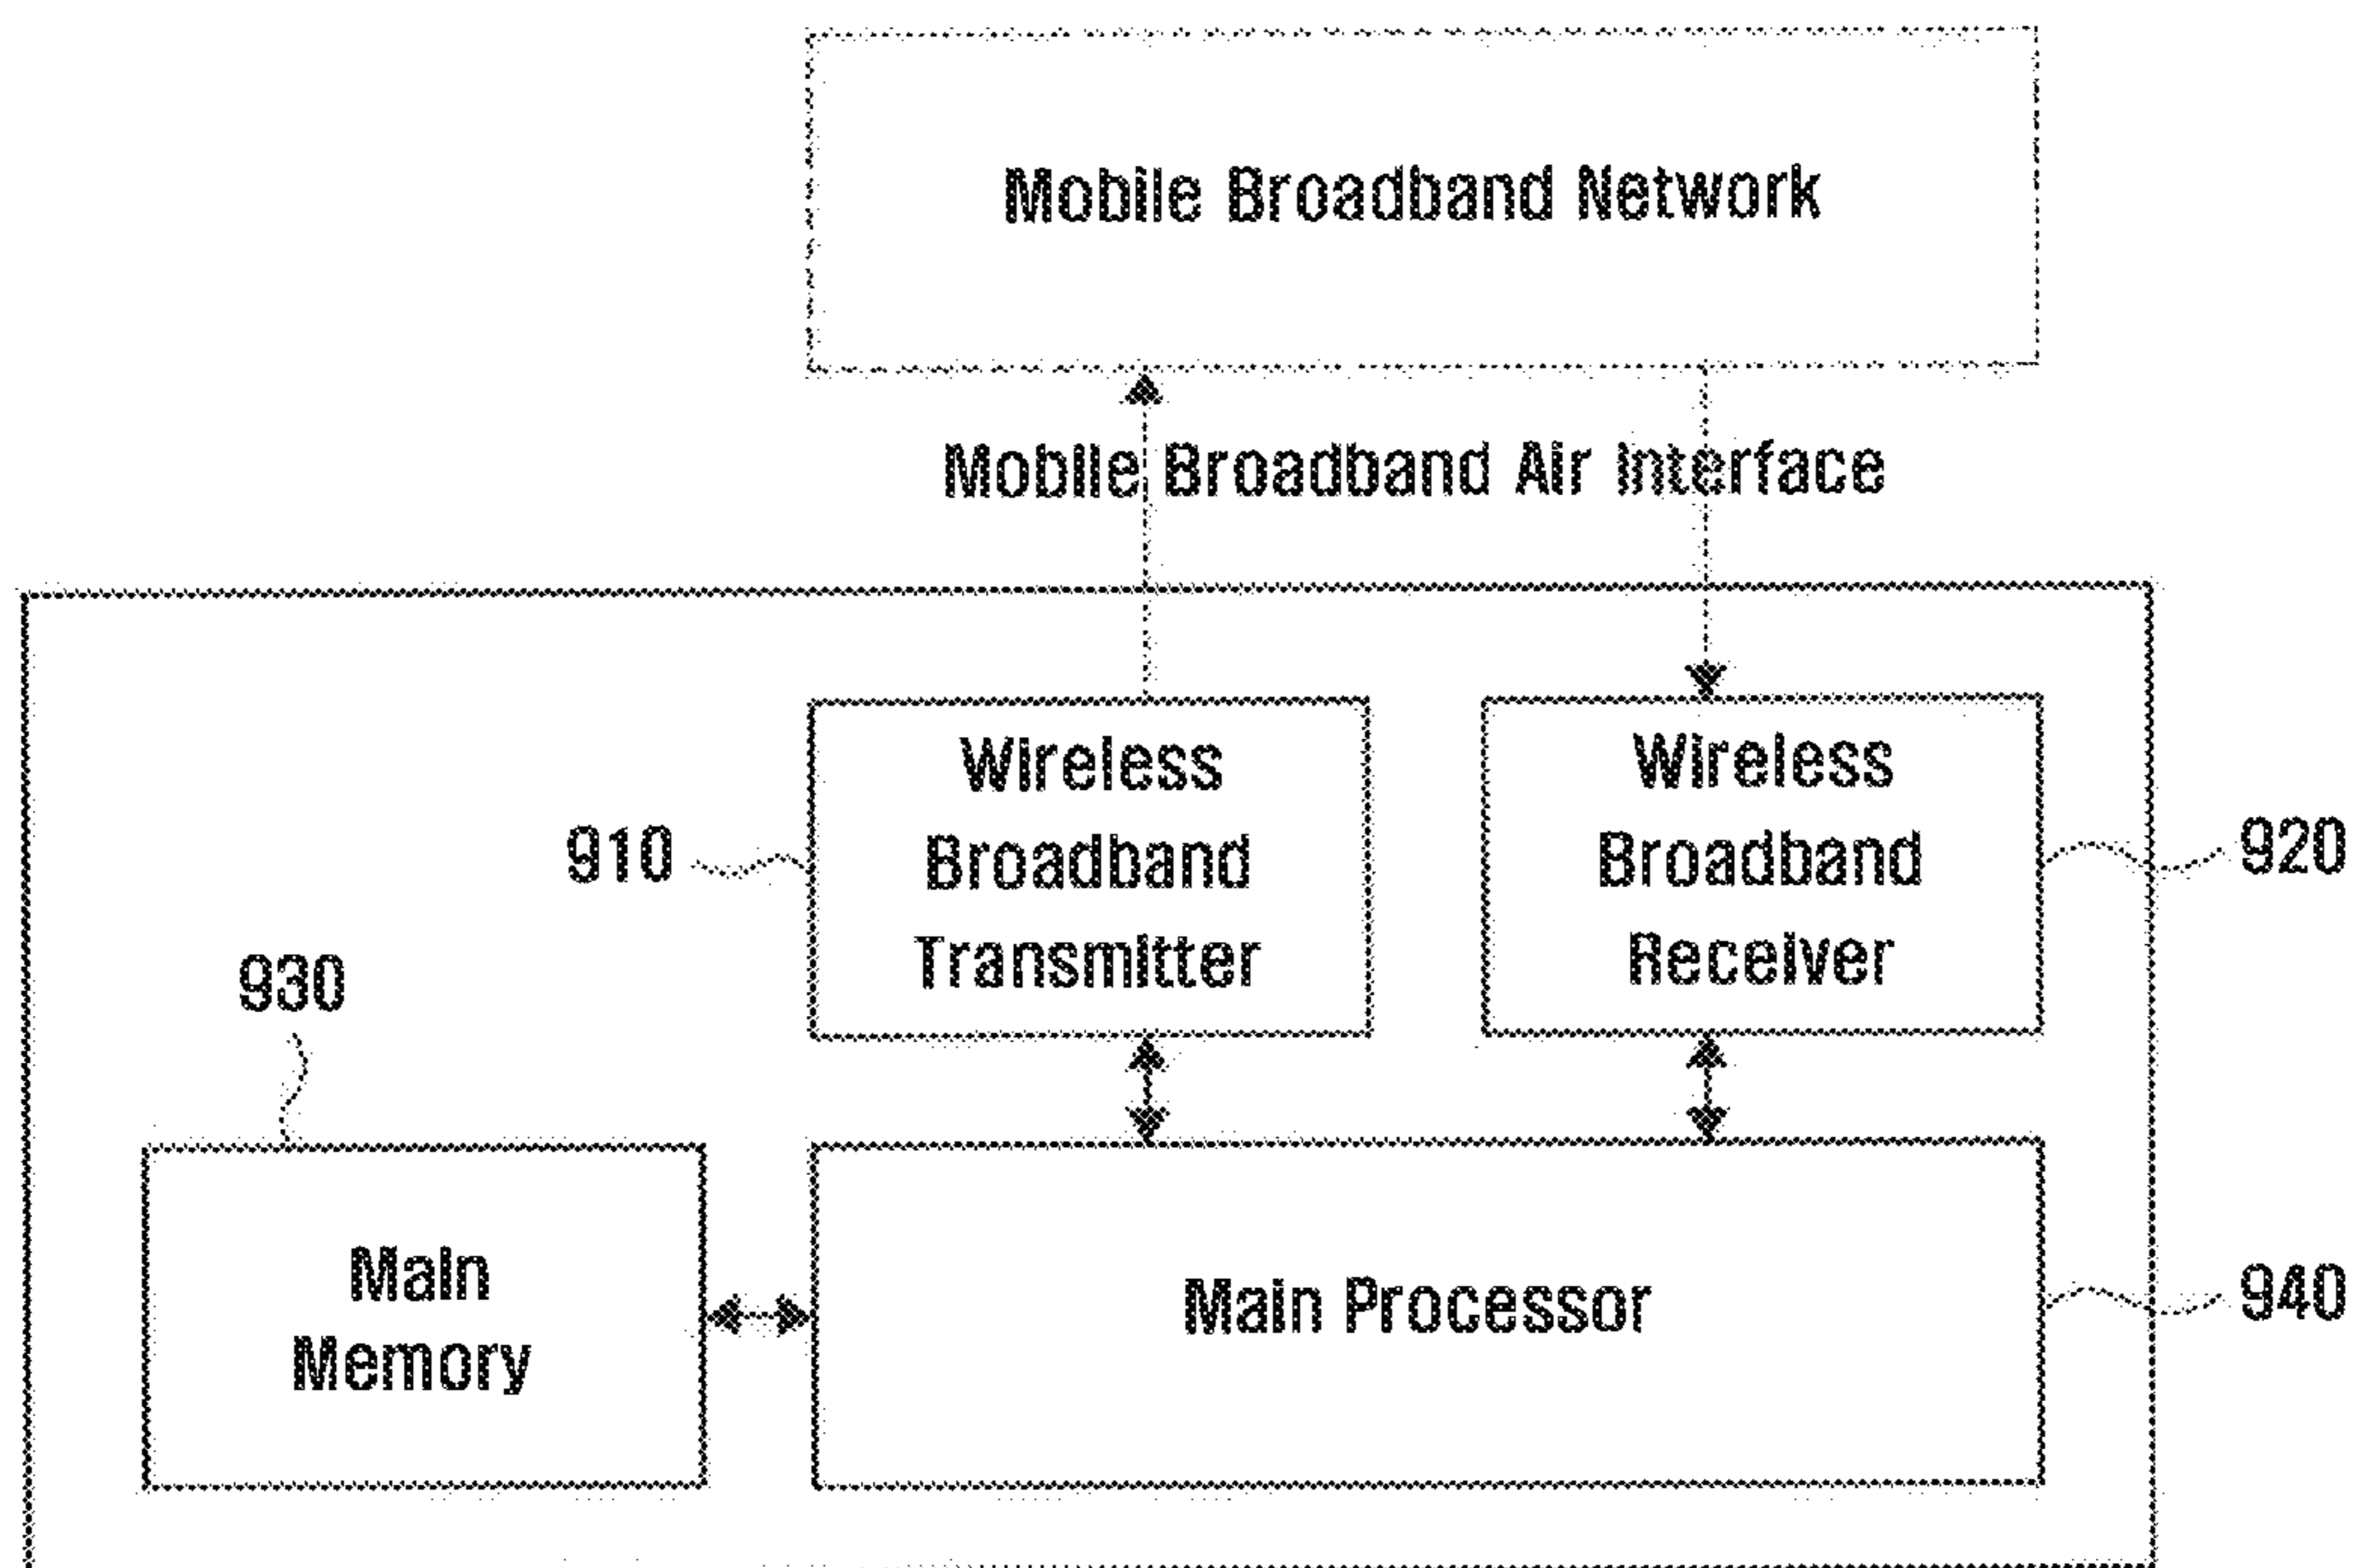 Mobile Broadband Network
Mobile Broadband Air Interface
Wireless
Broadband
Transmitter
Wireless
Broadband
Receiver
910
920
930
Main
Memory
Main Processor
940